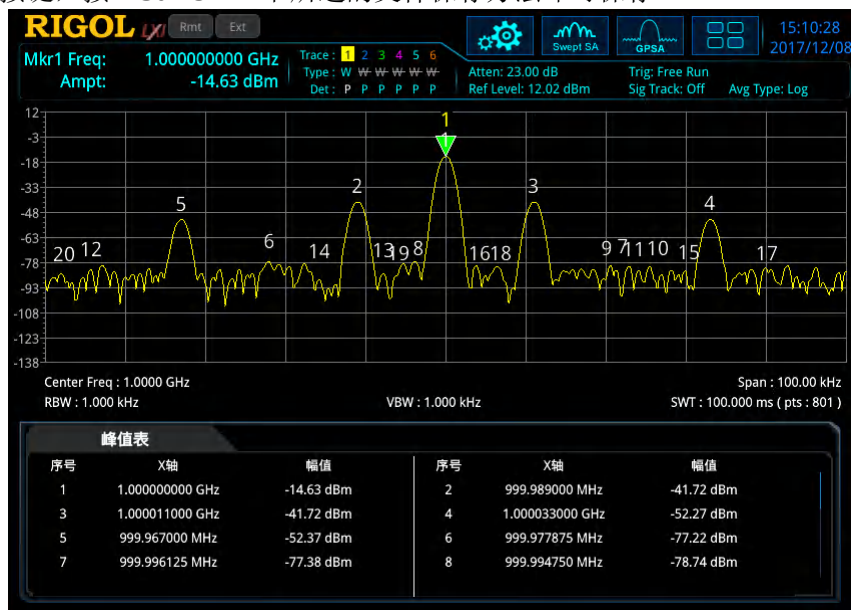 RIGOL LXI Rmt Ext
Swept SA GPSA
15:10:28
2017/12/08
Mkr1 Freq: 1.000000000 GHz
Ampt: -14.63 dBm
Trace: 1 2 3 4 5 6
Type: W W W W W W
Det: P P P P P P
Atten: 23.00 dB Trig: Free Run
Ref Level: 12.02 dBm Sig Track: Off Avg Type: Log
12
-3
-18
-33
-48
-63
-78
-93
-108
-123
-138
1
1
2 3
5 4
20 12 6 14 13 19 8 16 18 9 7 11 10 15 17
Center Freq : 1.0000 GHz Span : 100.00 kHz
RBW : 1.000 kHz VBW : 1.000 kHz SWT : 100.000 ms ( pts : 801 )
峰值表
序号 X轴 幅值 序号 X轴 幅值
1 1.000000000 GHz -14.63 dBm 2 999.989000 MHz -41.72 dBm
3 1.000011000 GHz -41.72 dBm 4 1.000033000 GHz -52.27 dBm
5 999.967000 MHz -52.37 dBm 6 999.977875 MHz -77.22 dBm
7 999.996125 MHz -77.38 dBm 8 999.994750 MHz -78.74 dBm